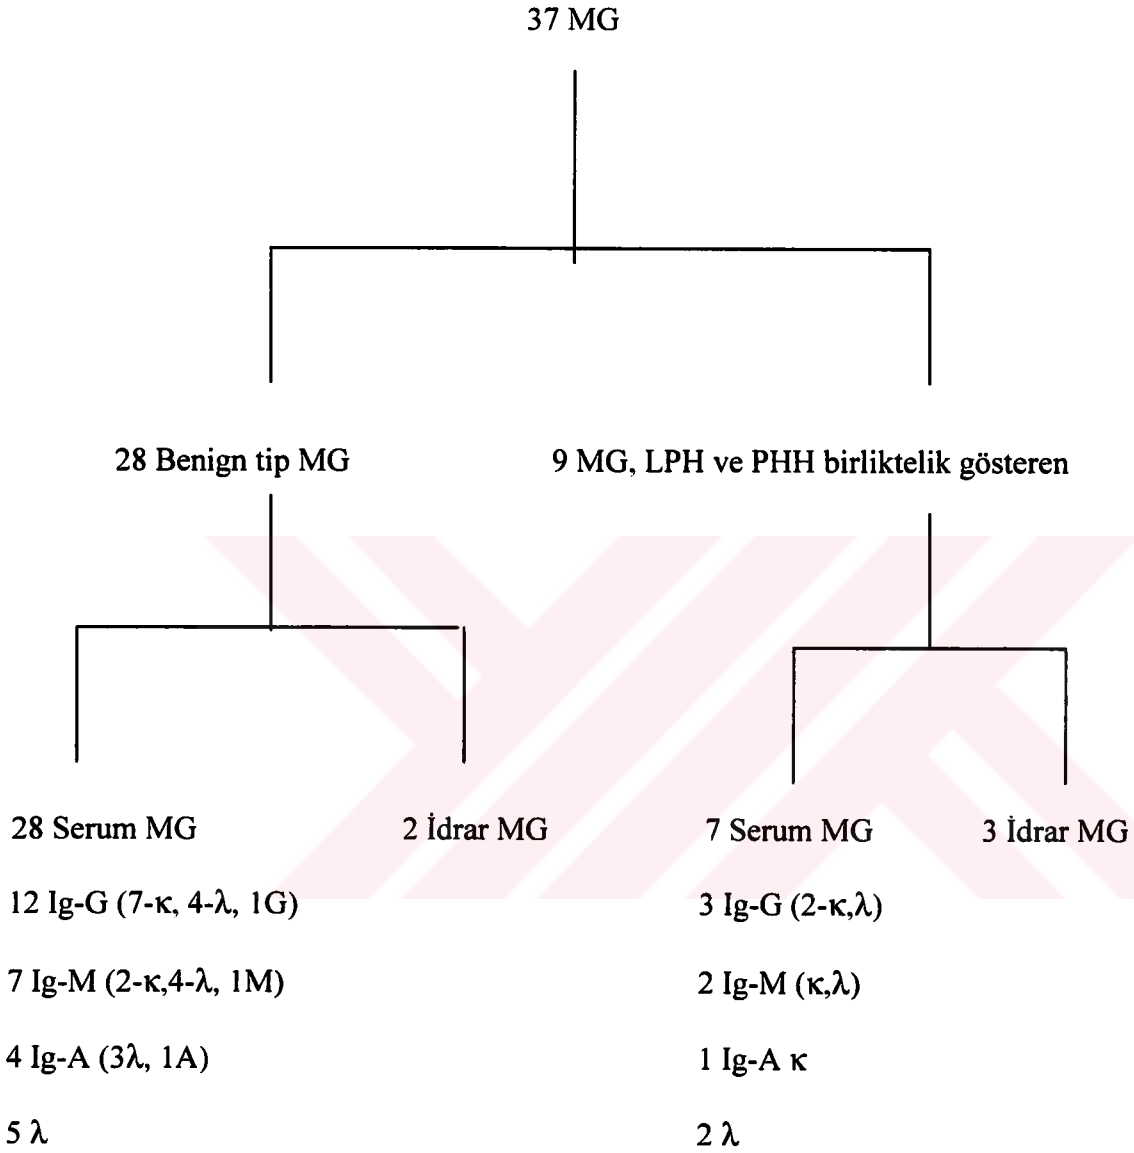 37 MG
28 Benign tip MG
9 MG, LPH ve PHH birliktelik gösteren
28 Serum MG
2 İdrar MG
7 Serum MG
3 İdrar MG
12 Ig-G (7-κ, 4-λ, 1G)
3 Ig-G (2-κ,λ)
7 Ig-M (2-κ,4-λ, 1M)
2 Ig-M (κ,λ)
4 Ig-A (3λ, 1A)
1 Ig-A κ
5 λ
2 λ